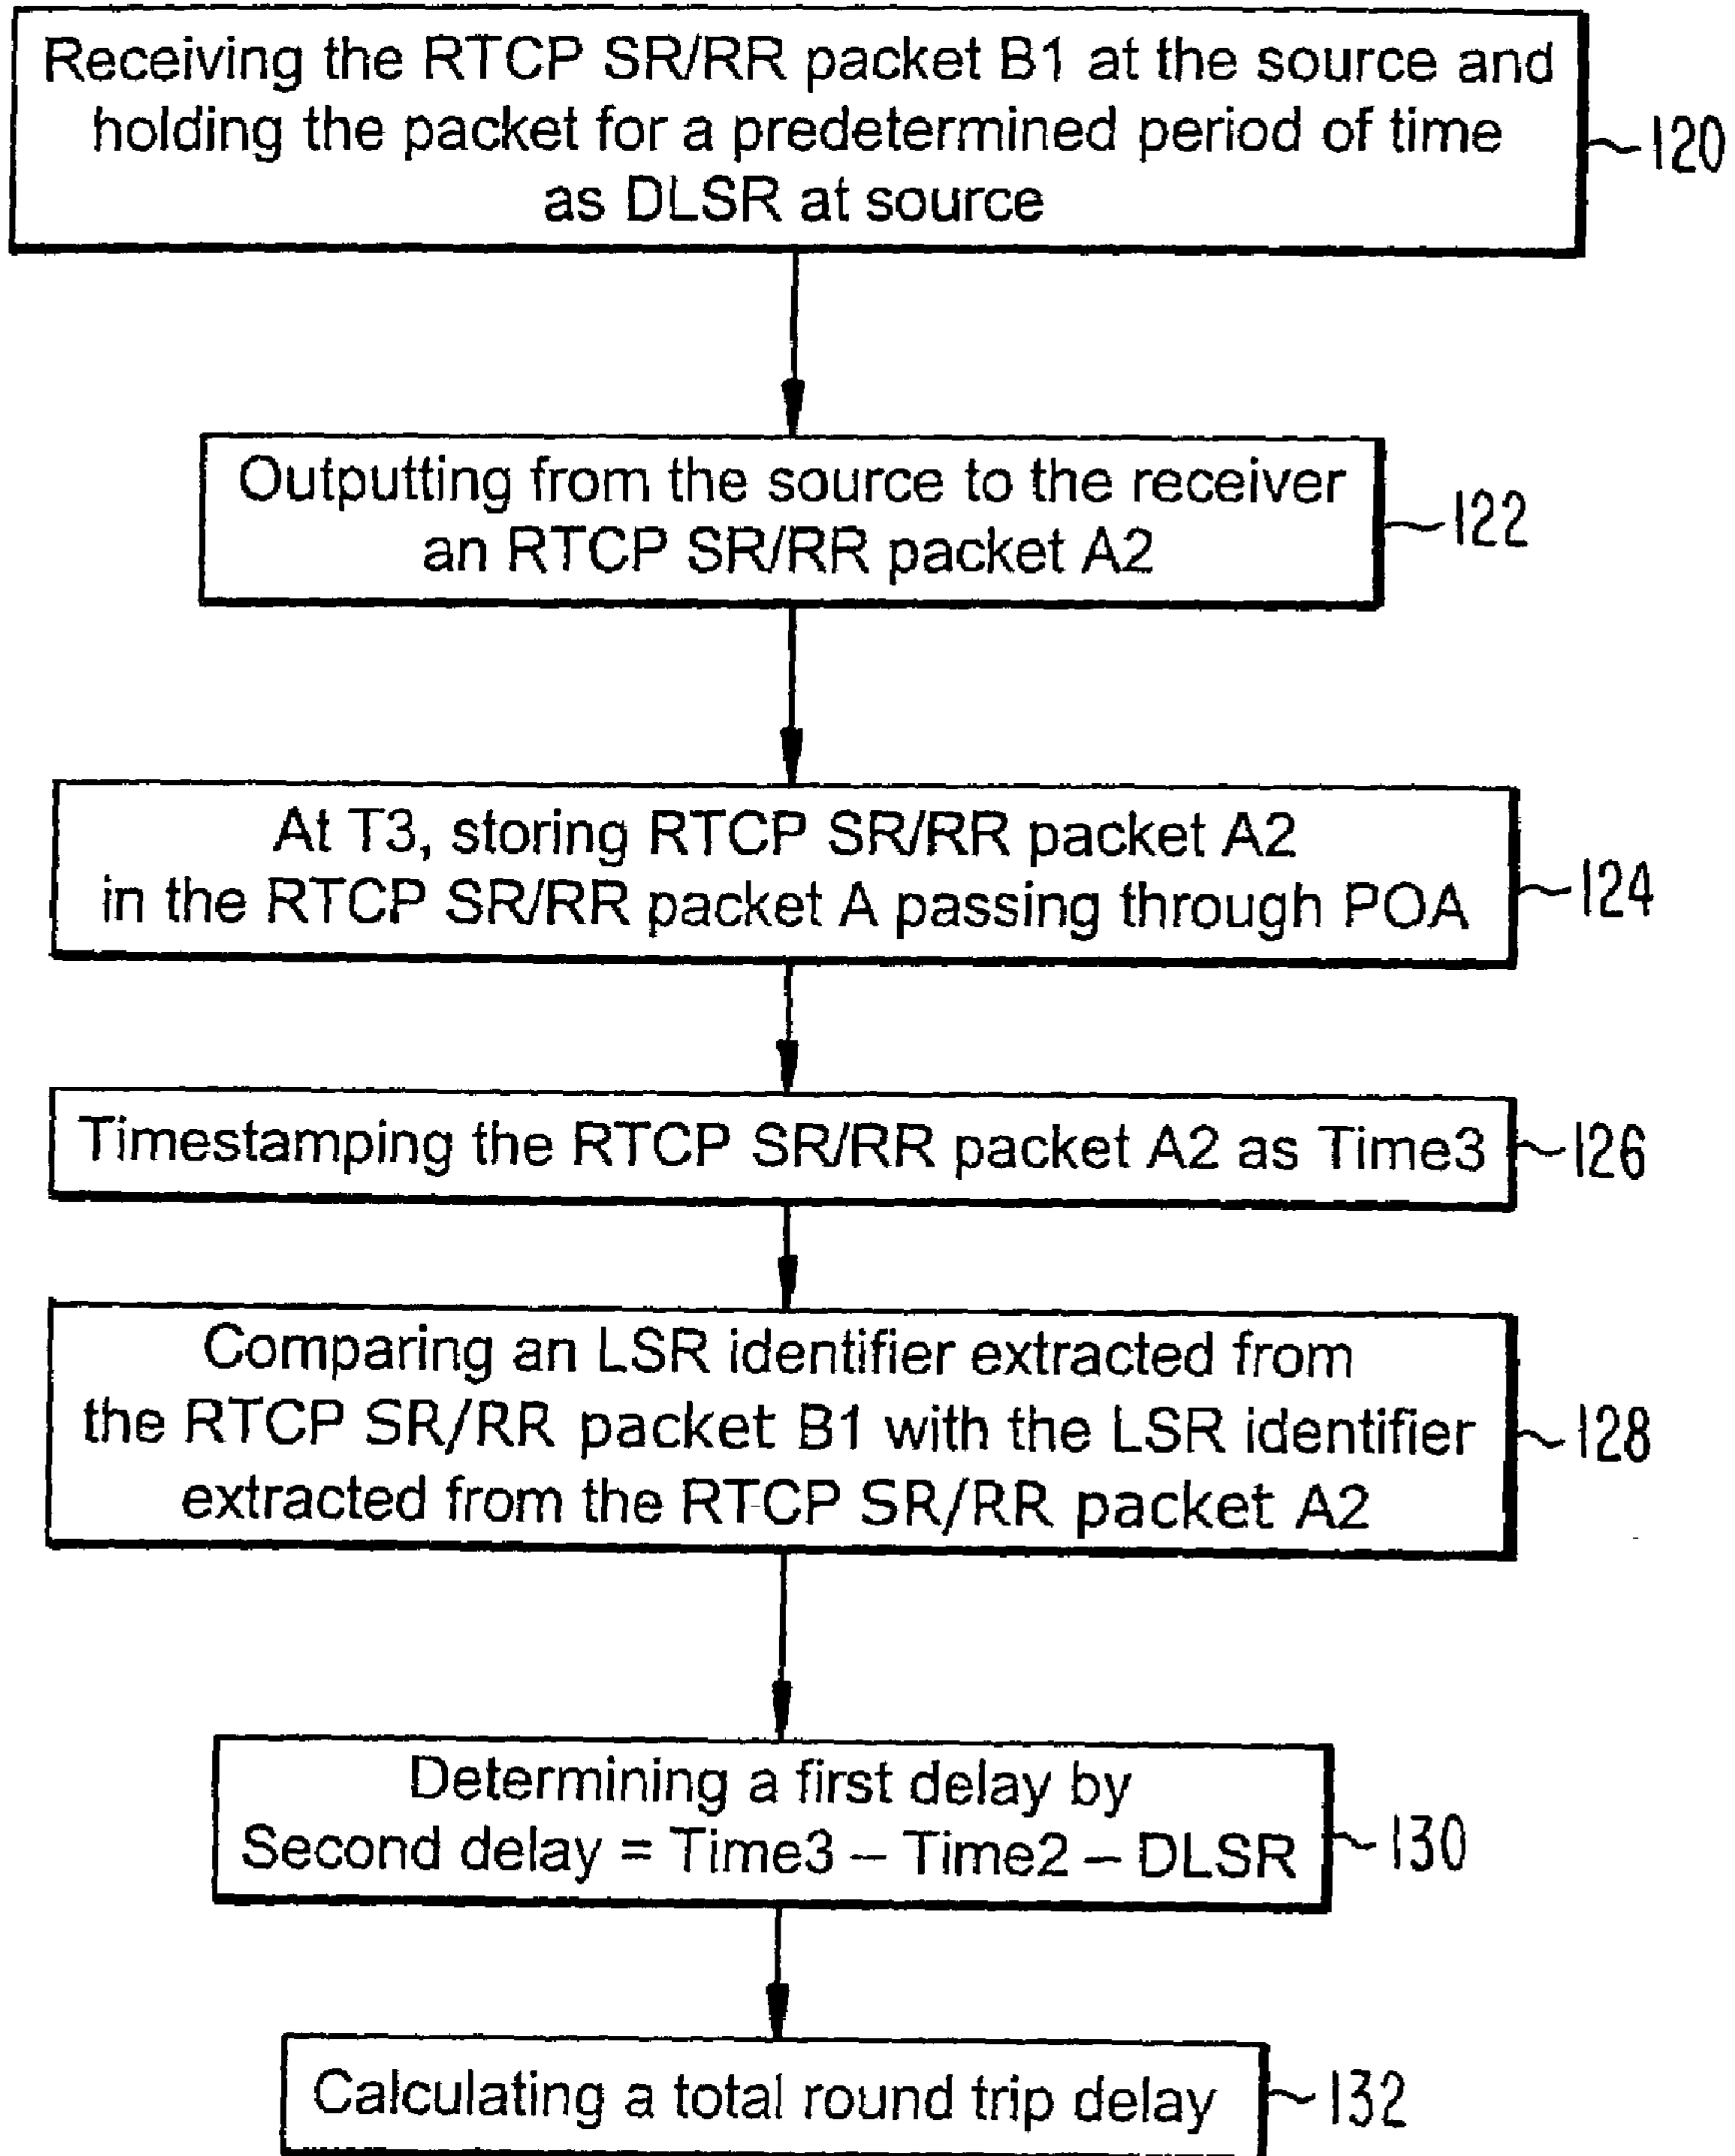 Receiving the RTCP SR/RR packet B1 at the source and
holding the packet for a predetermined period of time
as DLSR at source
120
Outputting from the source to the receiver
an RTCP SR/RR packet A2
122
At T3, storing RTCP SR/RR packet A2
in the RTCP SR/RR packet A passing through POA
124
Timestamping the RTCP SR/RR packet A2 as Time3
126
Comparing an LSR identifier extracted from
the RTCP SR/RR packet B1 with the LSR identifier
extracted from the RTCP SR/RR packet A2
128
Determining a first delay by
Second delay = Time3 – Time2 – DLSR
130
Calculating a total round trip delay
132